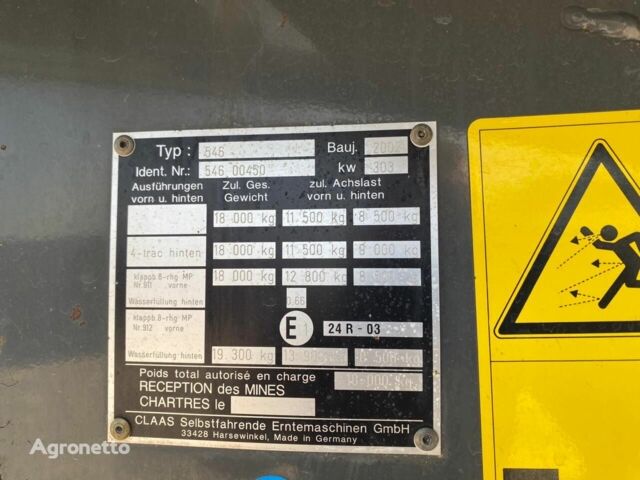 Typ : 546 Bauj. 2002
Ident. Nr.: 546 00450 kw 303
Ausführungen vorn u. hinten Zul. Ges. Gewicht zul. Achslast vorn u. hinten
18 000 kg 11.500 kg 8 500 kg
4-trac hinten 18 000 kg 11 500 kg 8 000 kg
klappb.8-rhg MP Nr.911 vorne 18 000 kg 12 800 kg
Wasserfüllung hinten 0.66
klappb.8-rhg MP Nr.912 vorne E 1 24 R - 03
Wasserfüllung hinten 19.300 kg
Poids total autorisé en charge
RECEPTION des MINES
CHARTRES le
CLAAS Selbstfahrende Erntemaschinen GmbH
33428 Harsewinkel, Made in Germany
Agronetto